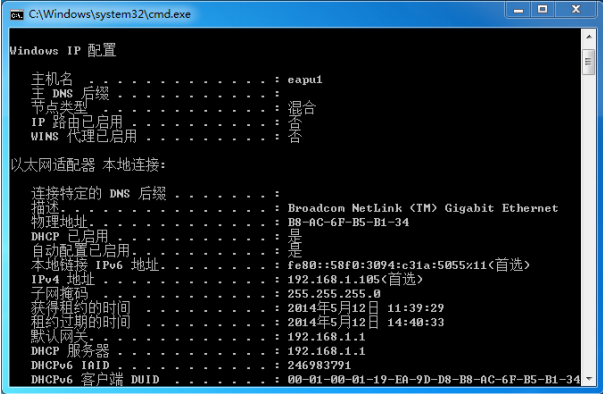 C:\Windows\system32\cmd.exe
Windows IP 配置
主机名 . . . . . . . . . . . . . : eapu1
主 DNS 后缀 . . . . . . . . . . . :
节点类型 . . . . . . . . . . . . : 混合
IP 路由已启用 . . . . . . . . . . : 否
WINS 代理已启用 . . . . . . . . . : 否
以太网适配器 本地连接:
连接特定的 DNS 后缀 . . . . . . . :
描述. . . . . . . . . . . . . . . : Broadcom NetLink (TM) Gigabit Ethernet
物理地址. . . . . . . . . . . . . : B8-AC-6F-B5-B1-34
DHCP 已启用 . . . . . . . . . . . : 是
自动配置已启用. . . . . . . . . . : 是
本地链接 IPv6 地址. . . . . . . . : fe80::58f0:3094:c31a:5055%11(首选)
IPv4 地址 . . . . . . . . . . . . : 192.168.1.105(首选)
子网掩码 . . . . . . . . . . . . : 255.255.255.0
获得租约的时间 . . . . . . . . . : 2014年5月12日 11:39:29
租约过期的时间 . . . . . . . . . : 2014年5月12日 14:40:33
默认网关. . . . . . . . . . . . . : 192.168.1.1
DHCP 服务器 . . . . . . . . . . . : 192.168.1.1
DHCPv6 IAID . . . . . . . . . . . : 246983791
DHCPv6 客户端 DUID . . . . . . . : 00-01-00-01-19-EA-9D-D8-B8-AC-6F-B5-B1-34